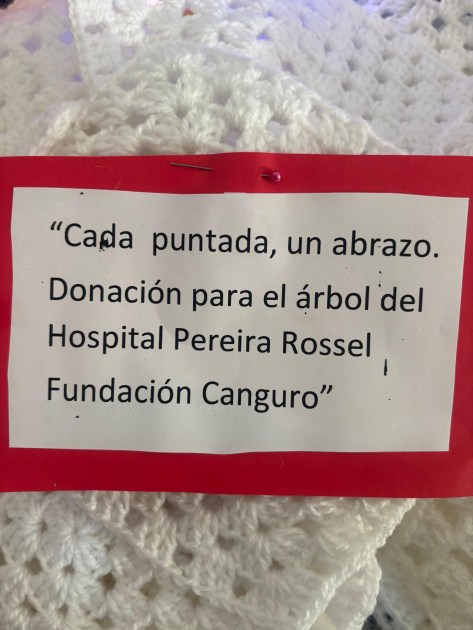 “Cada puntada, un abrazo.
Donación para el árbol del
Hospital Pereira Rossel
Fundación Canguro”